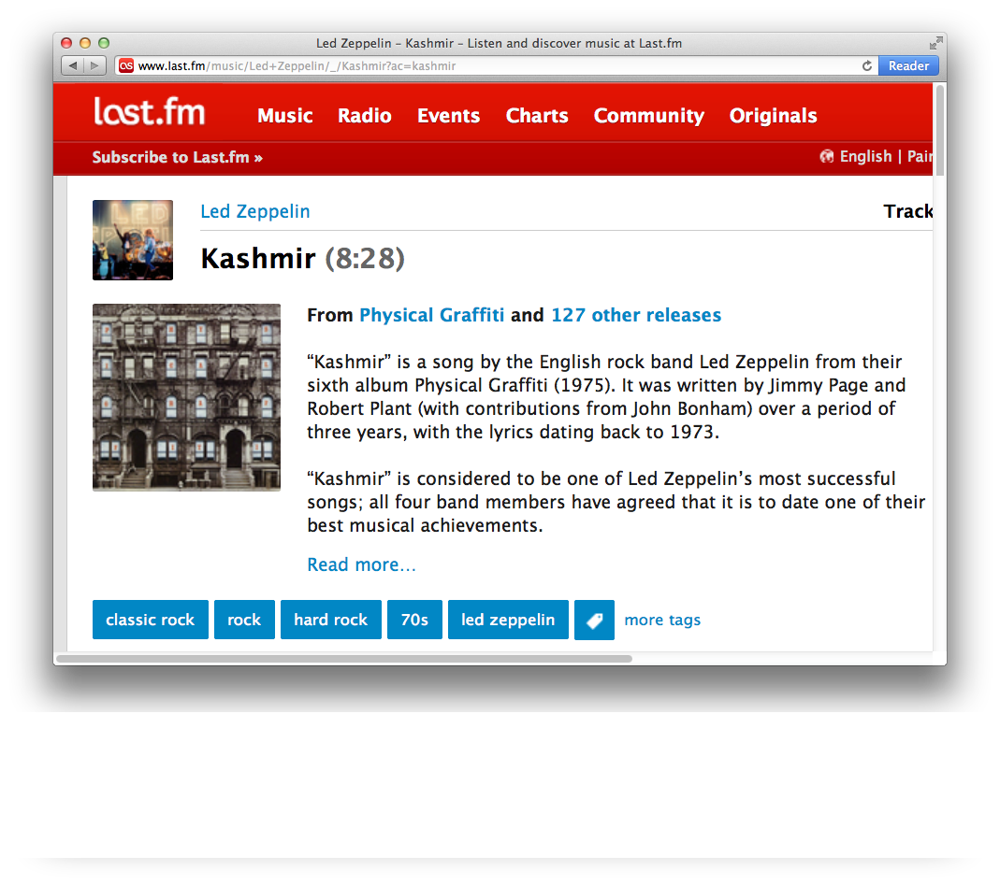 Led Zeppelin – Kashmir – Listen and discover music at Last.fm
www.last.fm/music/Led+Zeppelin/_/Kashmir?ac=kashmir
Reader
last.fm
Music Radio Events Charts Community Originals
Subscribe to Last.fm »
English | Pair
Led Zeppelin
Track
Kashmir (8:28)
From Physical Graffiti and 127 other releases
“Kashmir” is a song by the English rock band Led Zeppelin from their
sixth album Physical Graffiti (1975). It was written by Jimmy Page and
Robert Plant (with contributions from John Bonham) over a period of
three years, with the lyrics dating back to 1973.
“Kashmir” is considered to be one of Led Zeppelin’s most successful
songs; all four band members have agreed that it is to date one of their
best musical achievements.
Read more…
classic rock rock hard rock 70s led zeppelin more tags